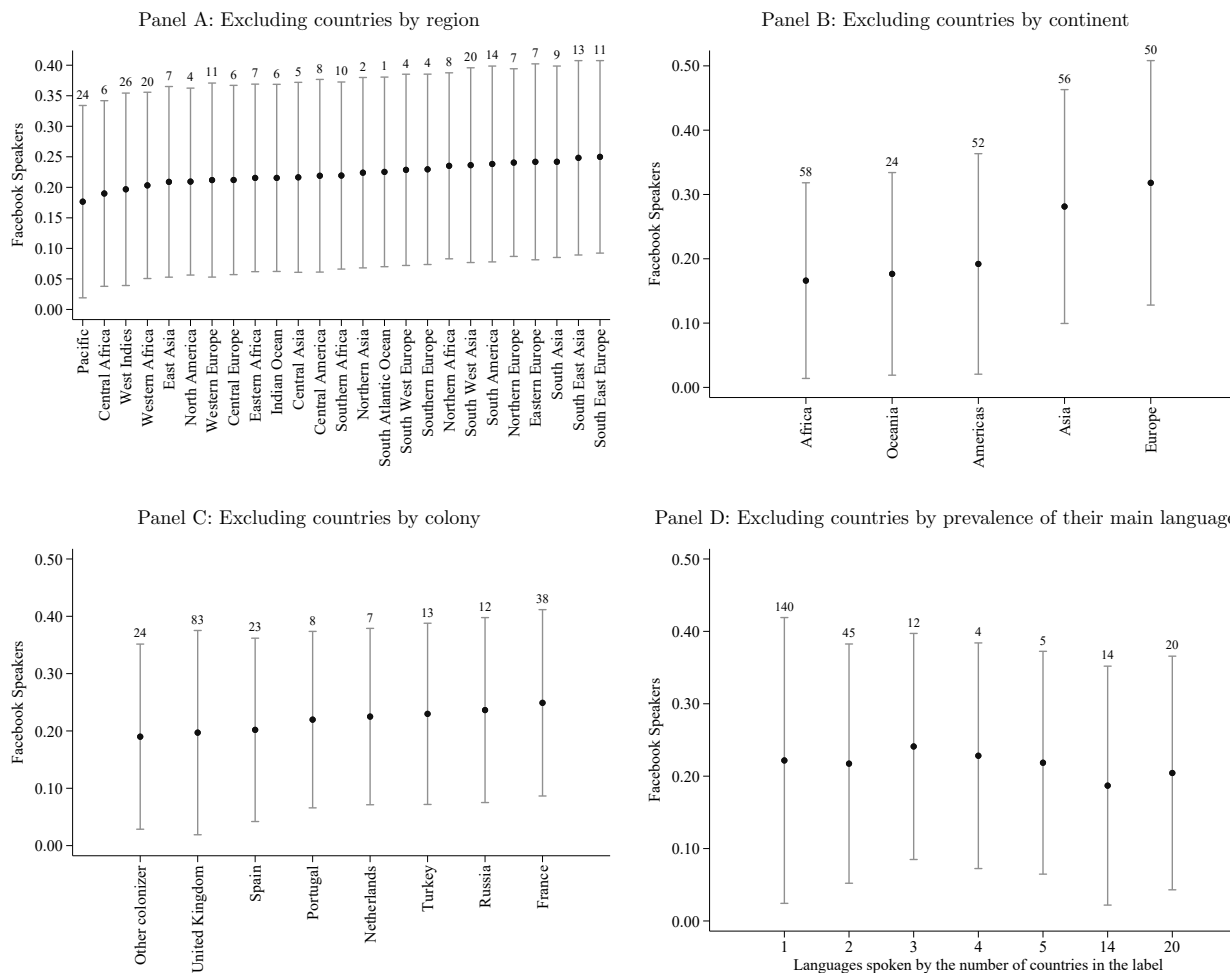 Panel A: Excluding countries by region
Facebook Speakers
0.40
0.35
0.30
0.25
0.20
0.15
0.10
0.05
0.00
24 6 26 20 7 4 11 6 7 6 5 8 10 2 1 4 4 8 20 14 7 7 9 13 11
Pacific
Central Africa
West Indies
Western Africa
East Asia
North America
Western Europe
Central Europe
Eastern Africa
Indian Ocean
Central Asia
Central America
Southern Africa
Northern Asia
South Atlantic Ocean
South West Europe
Southern Europe
Northern Africa
South West Asia
South America
Northern Europe
Eastern Europe
South Asia
South East Asia
South East Europe
Panel B: Excluding countries by continent
Facebook Speakers
0.50
0.40
0.30
0.20
0.10
0.00
58 24 52 56 50
Africa
Oceania
Americas
Asia
Europe
Panel C: Excluding countries by colony
Facebook Speakers
0.50
0.40
0.30
0.20
0.10
0.00
24 83 23 8 7 13 12 38
Other colonizer
United Kingdom
Spain
Portugal
Netherlands
Turkey
Russia
France
Panel D: Excluding countries by prevalence of their main language
Facebook Speakers
0.50
0.40
0.30
0.20
0.10
0.00
140 45 12 4 5 14 20
1 2 3 4 5 14 20
Languages spoken by the number of countries in the label